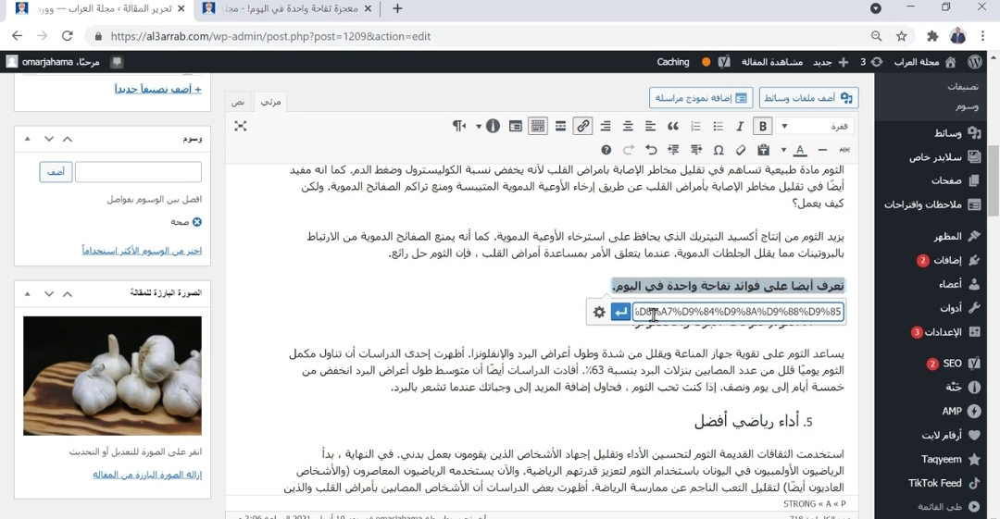 تحرير المقالة ‹ مجلة العراب — وورد
معجزة تفاحة واحدة في اليوم! - مجلة
https://al3arrab.com/wp-admin/post.php?post=1209&action=edit
مجلة العراب
3
جديد
مشاهدة المقالة
Caching
مرحبًا، omarjahama
تصنيفات
وسوم
وسائط
سلايدر خاص
صفحات
ملاحظات واقتراحات
المظهر
إضافات 2
أعضاء
أدوات
الإعدادات 3
SEO 2
خنّة
AMP
أرقام لايت
Taqyeem
TikTok Feed
طي القائمة
أضف ملفات وسائط
إضافة نموذج مراسلة
مرئي
نص
فقرة
الثوم مادة طبيعية تساهم في تقليل مخاطر الإصابة بأمراض القلب لأنه يخفض نسبة الكوليسترول وضغط الدم. كما أنه مفيد
أيضًا في تقليل مخاطر الإصابة بأمراض القلب عن طريق إرخاء الأوعية الدموية المتيبسة ومنع تراكم الصفائح الدموية. ولكن
كيف يعمل؟
يزيد الثوم من إنتاج أكسيد النيتريك الذي يحافظ على استرخاء الأوعية الدموية. كما أنه يمنع الصفائح الدموية من الارتباط
بالبروتينات مما يقلل الجلطات الدموية. عندما يتعلق الأمر بمساعدة أمراض القلب ، فإن الثوم حل رائع.
تعرف أيضا على فوائد تفاحة واحدة في اليوم.
%A7%D9%84%D9%8A%D9%88%D9%85
يساعد الثوم على تقوية جهاز المناعة ويقلل من شدة وطول أعراض البرد والإنفلونزا. أظهرت إحدى الدراسات أن تناول مكمل
الثوم يوميًا قلل من عدد المصابين بنزلات البرد بنسبة 63٪. أفادت الدراسات أيضًا أن متوسط طول أعراض البرد انخفض من
خمسة أيام إلى يوم ونصف. إذا كنت تحب الثوم ، فحاول إضافة المزيد إلى وجباتك عندما تشعر بالبرد.
5. أداء رياضي أفضل
استخدمت الثقافات القديمة الثوم لتحسين الأداء وتقليل إجهاد الأشخاص الذين يقومون بعمل بدني. في النهاية ، بدأ
الرياضيون الأولمبيون في اليونان باستخدام الثوم لتعزيز قدرتهم الرياضية. والآن يستخدمه الرياضيون المعاصرون (والأشخاص
العاديون أيضًا) لتقليل التعب الناجم عن ممارسة الرياضة. أظهرت بعض الدراسات أن الأشخاص المصابين بأمراض القلب والذين
STRONG « A « P
+ أضف تصنيفاً جديداً
وسوم
أضف
افصل بين الوسوم بفواصل
صحه
اختر من الوسوم الأكثر استخداماً
الصورة البارزة للمقالة
انقر على الصورة للتعديل أو التحديث
إزالة الصورة البارزة من المقالة